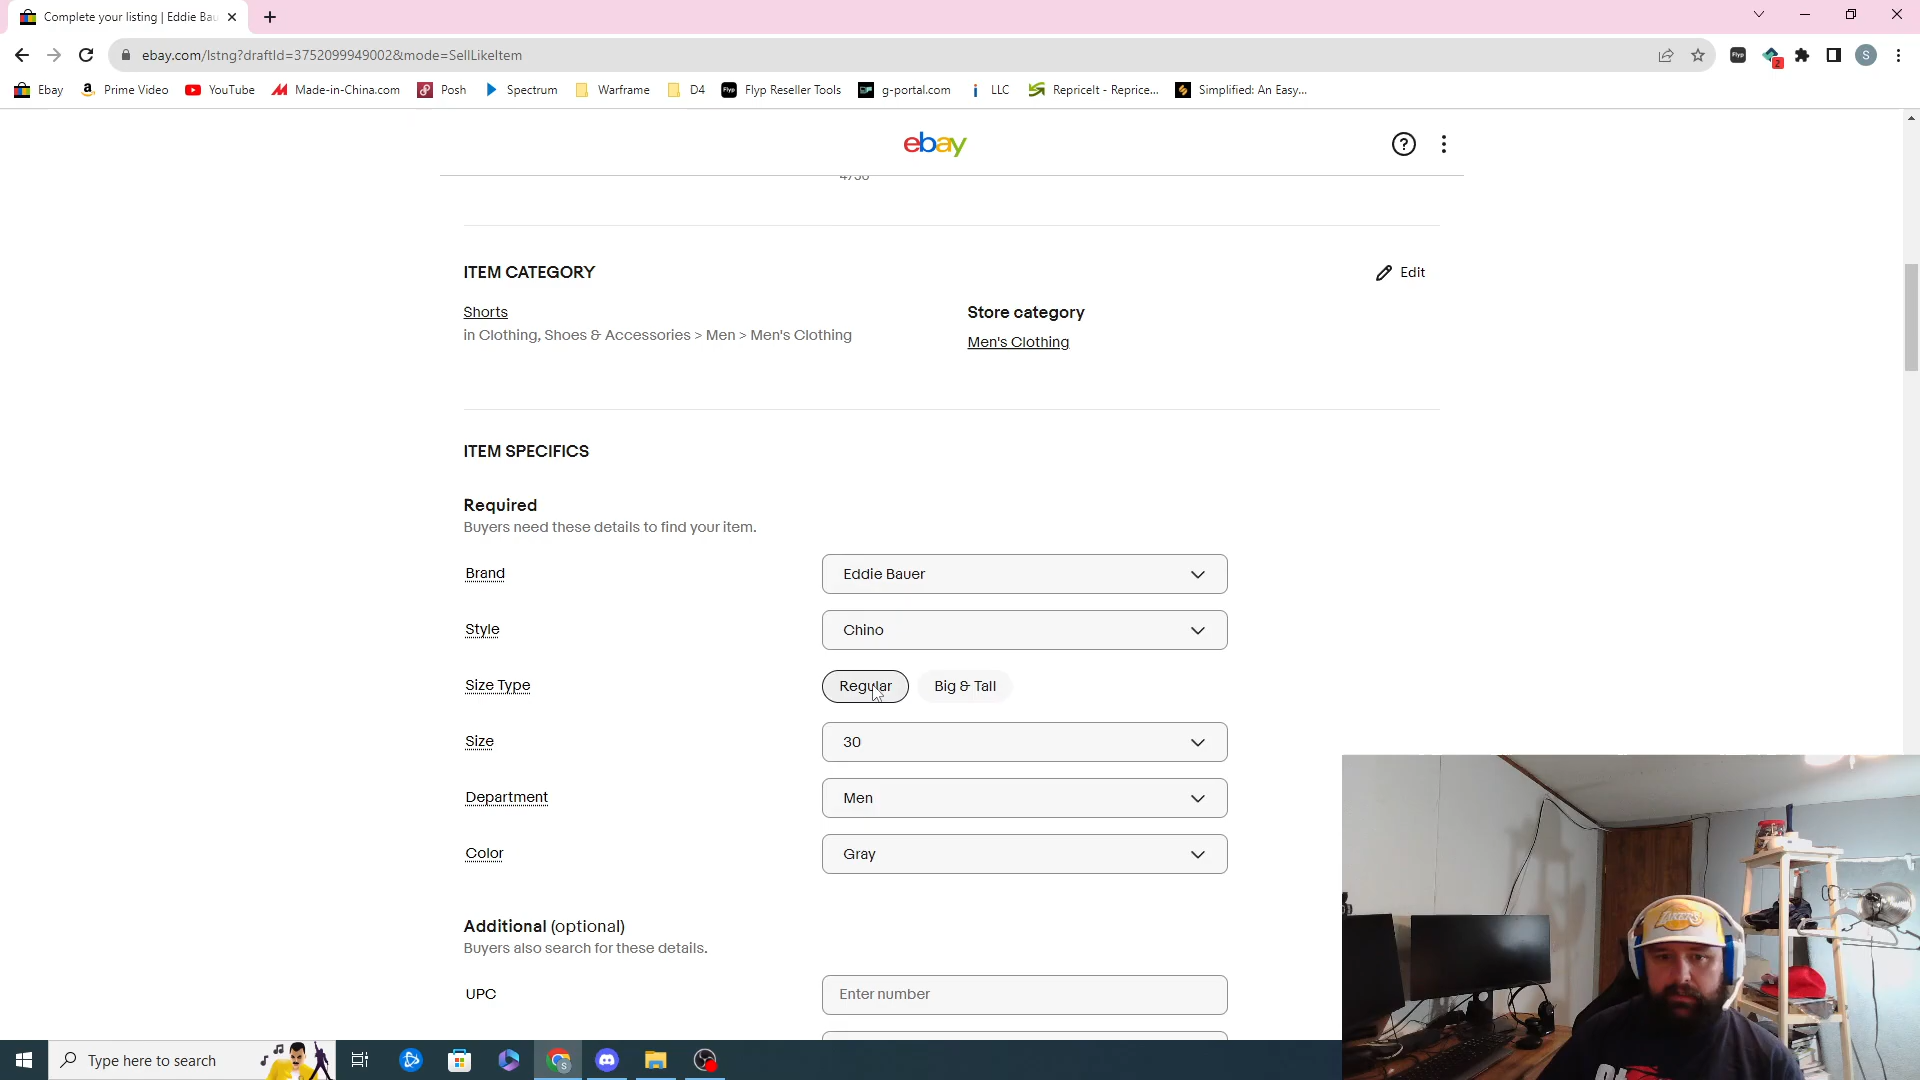 Complete your listing | Eddie Bau
ebay.com/lstng?draftId=3752099949002&mode=SellLikeItem
Ebay Prime Video YouTube Made-in-China.com Posh Spectrum Warframe D4 Flyp Reseller Tools g-portal.com LLC RepriceIt - Reprice... Simplified: An Easy...
ebay
4730
ITEM CATEGORY
Edit
Shorts
in Clothing, Shoes & Accessories > Men > Men's Clothing
Store category
Men's Clothing
ITEM SPECIFICS
Required
Buyers need these details to find your item.
Brand Eddie Bauer
Style Chino
Size Type Regular Big & Tall
Size 30
Department Men
Color Gray
Additional (optional)
Buyers also search for these details.
UPC Enter number
LAKERS
Type here to search